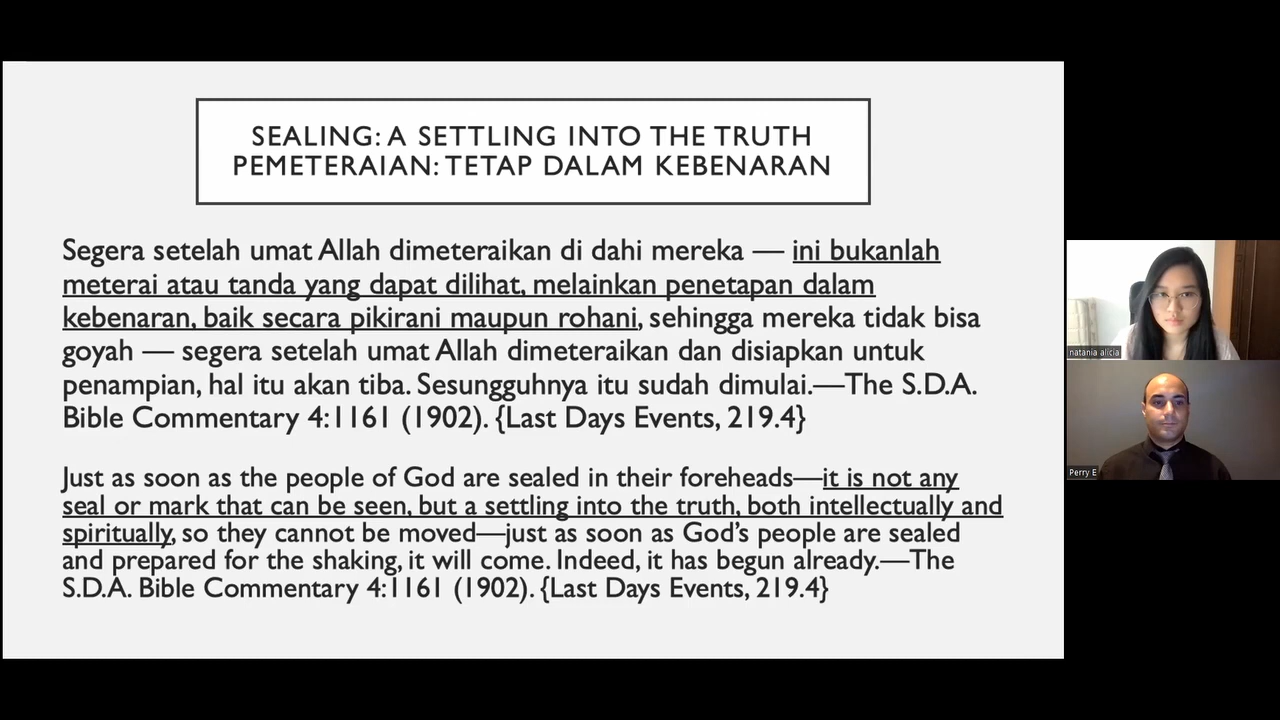 SEALING: A SETTLING INTO THE TRUTH
PEMETERAIAN: TETAP DALAM KEBENARAN
Segera setelah umat Allah dimeteraikan di dahi mereka — ini bukanlah
meterai atau tanda yang dapat dilihat, melainkan penetapan dalam
kebenaran, baik secara pikirani maupun rohani, sehingga mereka tidak bisa
goyah — segera setelah umat Allah dimeteraikan dan disiapkan untuk
penampian, hal itu akan tiba. Sesungguhnya itu sudah dimulai.—The S.D.A.
Bible Commentary 4:1161 (1902). {Last Days Events, 219.4}
Just as soon as the people of God are sealed in their foreheads—it is not any
seal or mark that can be seen, but a settling into the truth, both intellectually and
spiritually, so they cannot be moved—just as soon as God’s people are sealed
and prepared for the shaking, it will come. Indeed, it has begun already.—The
S.D.A. Bible Commentary 4:1161 (1902). {Last Days Events, 219.4}
natania alicia
Perry E